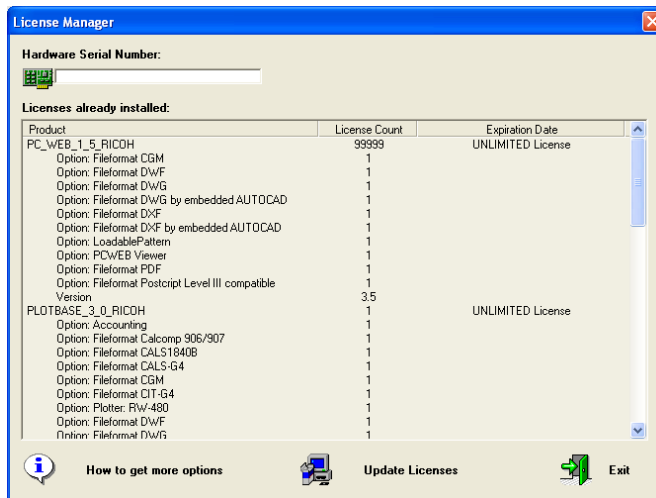 License Manager
Hardware Serial Number:
Licenses already installed:
Product License Count Expiration Date
PC_WEB_1_5_RICOH 99999 UNLIMITED License
Option: Fileformat CGM 1
Option: Fileformat DWF 1
Option: Fileformat DWG 1
Option: Fileformat DWG by embedded AUTOCAD 1
Option: Fileformat DXF 1
Option: Fileformat DXF by embedded AUTOCAD 1
Option: LoadablePattern 1
Option: PCWEB Viewer 1
Option: Fileformat PDF 1
Option: Fileformat Postcript Level III compatible 1
Version 3.5
PLOTBASE_3_0_RICOH 1 UNLIMITED License
Option: Accounting 1
Option: Fileformat Calcomp 906/907 1
Option: Fileformat CALS1840B 1
Option: Fileformat CALS-G4 1
Option: Fileformat CGM 1
Option: Fileformat CIT-G4 1
Option: Plotter: RW-480 1
Option: Fileformat DWF 1
Option: Fileformat DWG 1
How to get more options Update Licenses Exit